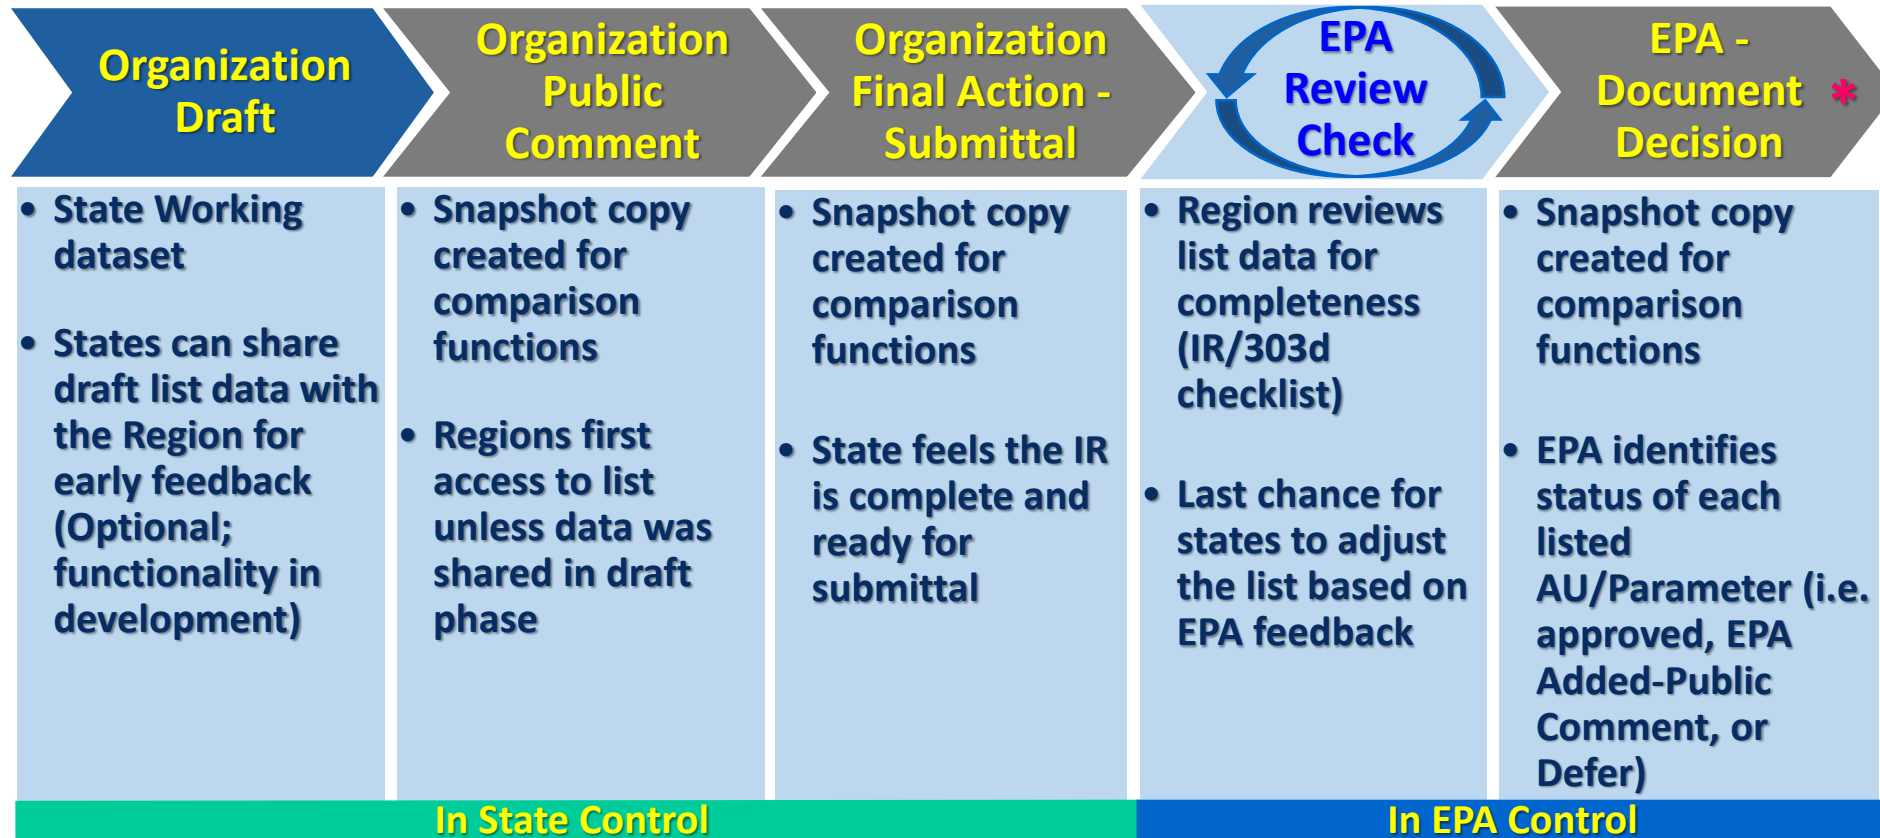 Organization
Draft
Organization
Public
Comment
Organization
Final Action -
Submittal
EPA
Review
Check
EPA -
Document *
Decision
• State Working
dataset
• States can share
draft list data with
the Region for
early feedback
(Optional;
functionality in
development)
• Snapshot copy
created for
comparison
functions
• Regions first
access to list
unless data was
shared in draft
phase
• Snapshot copy
created for
comparison
functions
• State feels the IR
is complete and
ready for
submittal
• Region reviews
list data for
completeness
(IR/303d
checklist)
• Last chance for
states to adjust
the list based on
EPA feedback
• Snapshot copy
created for
comparison
functions
• EPA identifies
status of each
listed
AU/Parameter (i.e.
approved, EPA
Added-Public
Comment, or
Defer)
In State Control
In EPA Control